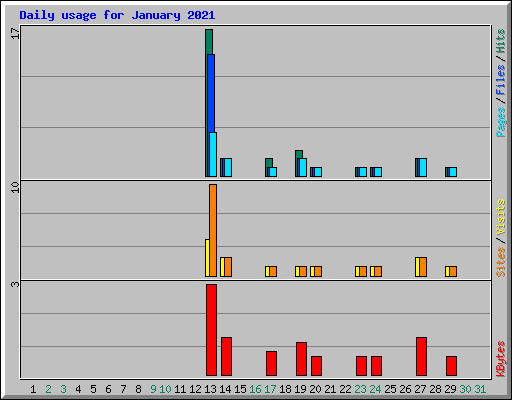 Daily usage for January 2021
17
10
3
Pages / Files / Hits
Sites / Visits
KBytes
1 2 3 4 5 6 7 8 9 10 11 12 13 14 15 16 17 18 19 20 21 22 23 24 25 26 27 28 29 30 31